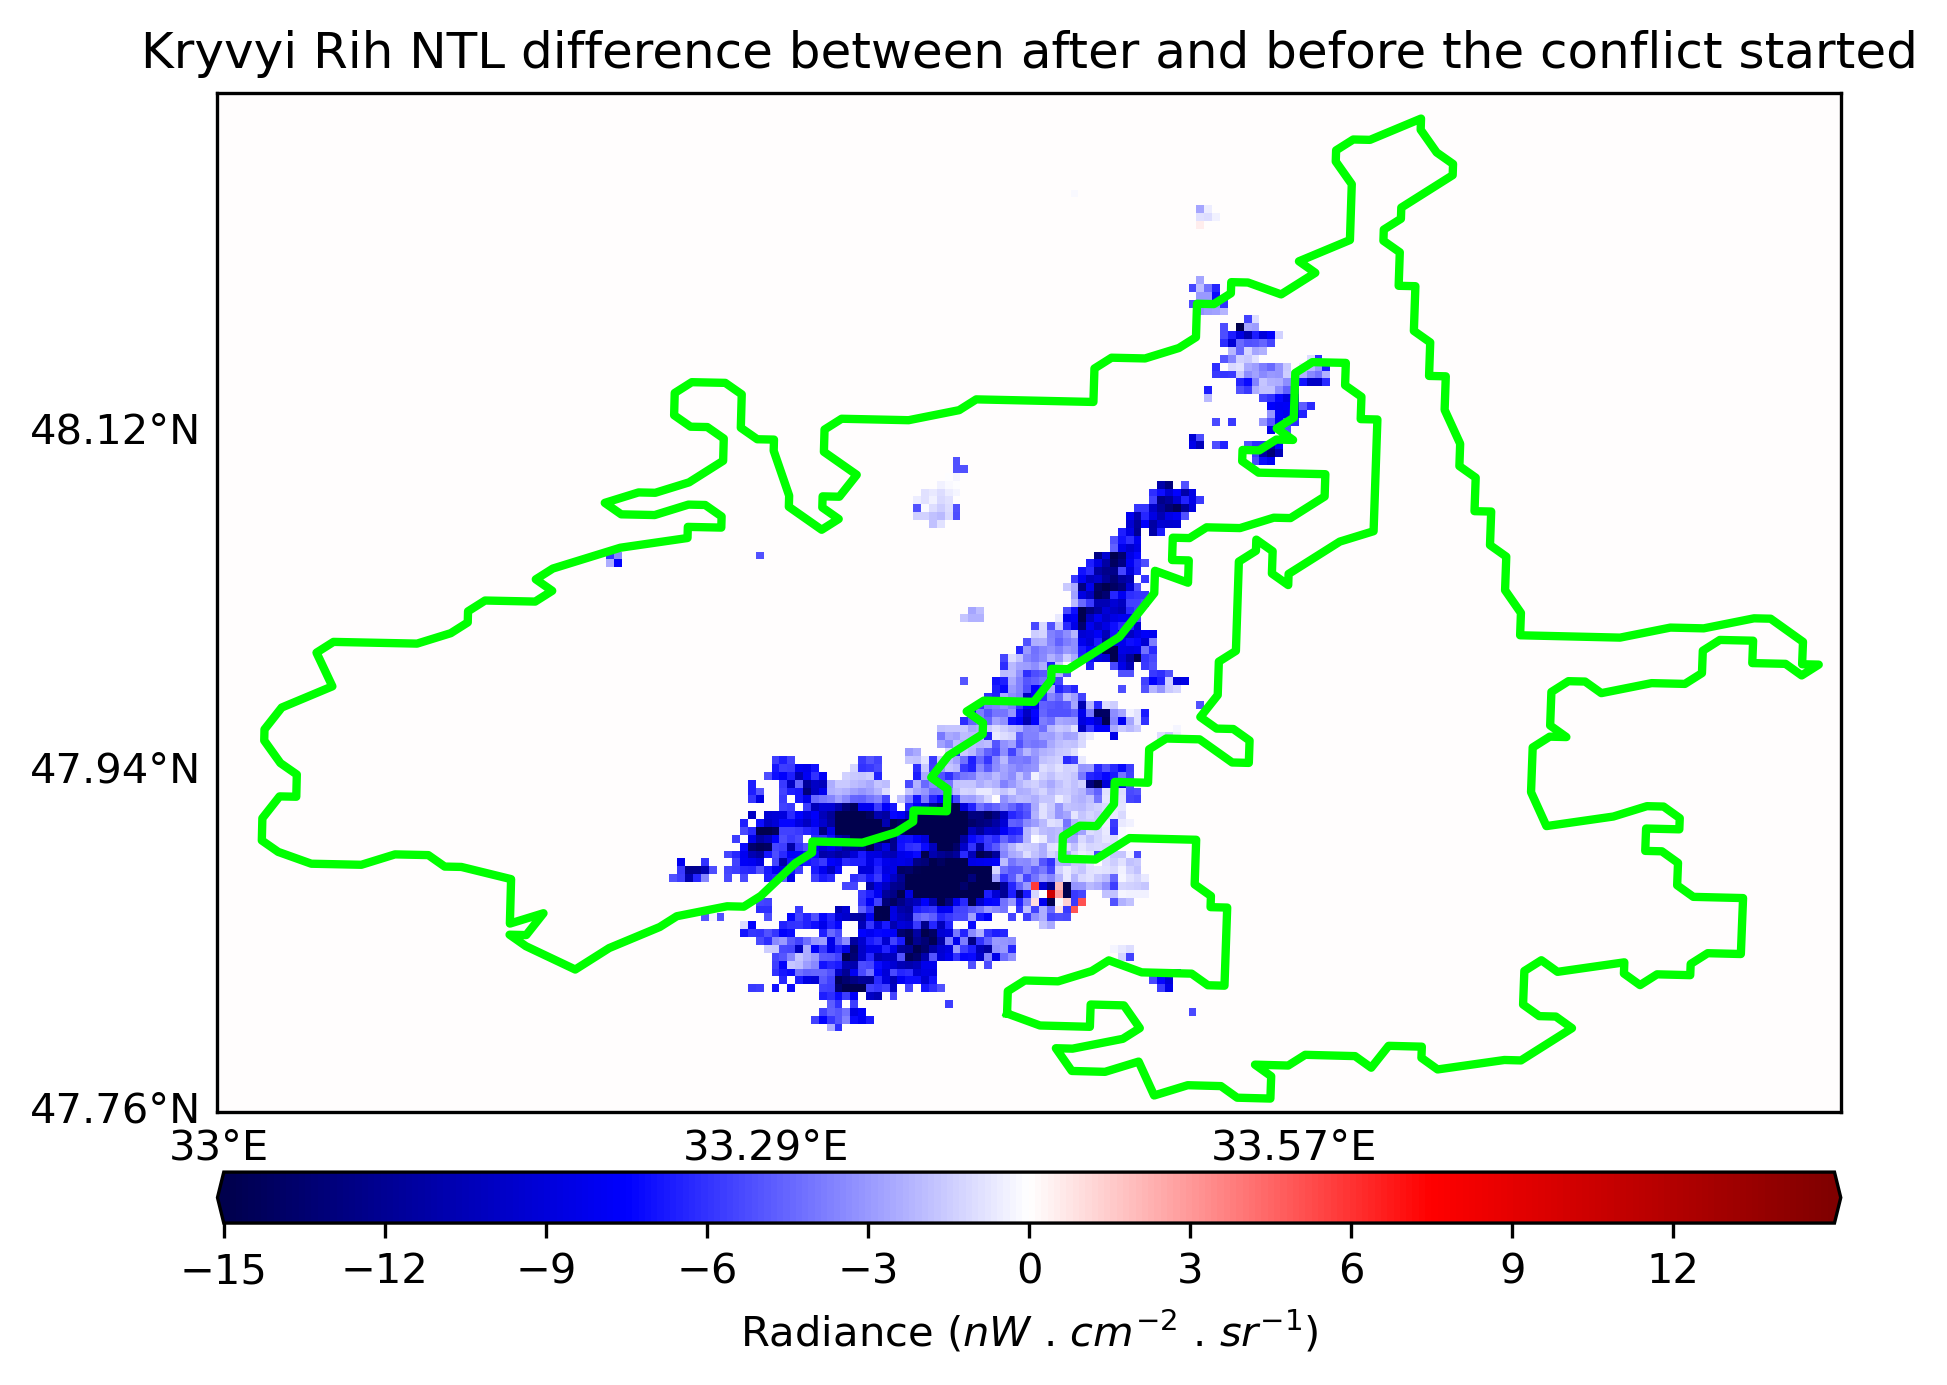 Kryvyi Rih NTL difference between after and before the conflict started
48.12°N
47.94°N
47.76°N
33°E 33.29°E 33.57°E
−15 −12 −9 −6 −3 0 3 6 9 12
Radiance (nW . cm⁻² . sr⁻¹)